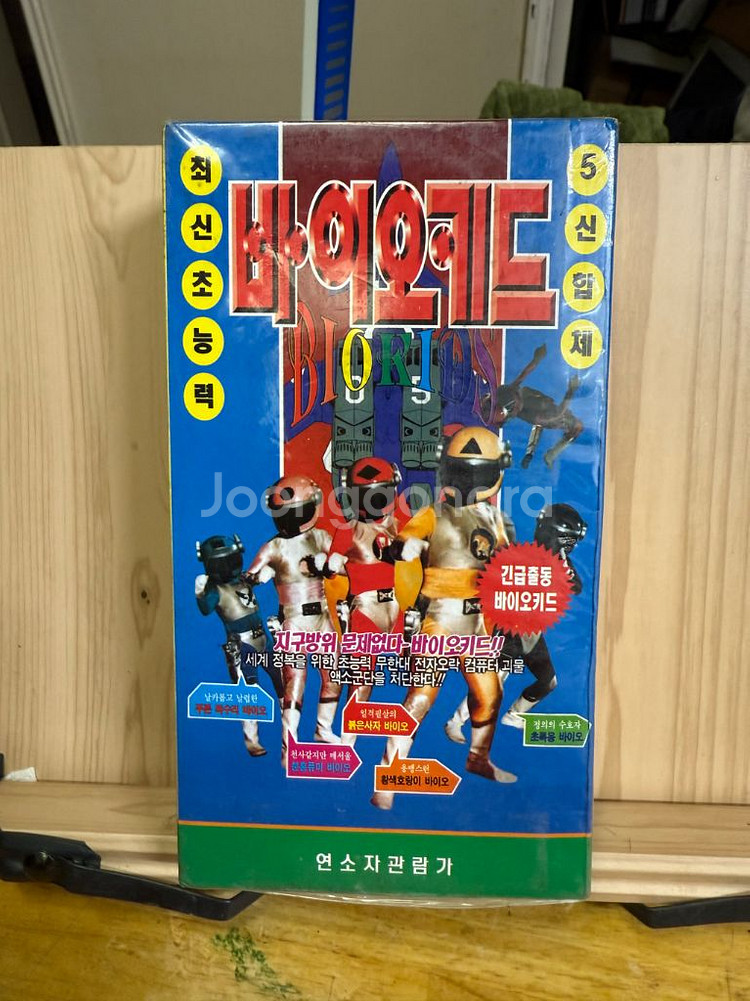 최신초능력
5신합체
바이오키드
BIOKIDS
05
Joongaonara
긴급출동
바이오키드
지구방위 문제없다 바이오키드!!
세계 정복을 위한 초능력 무한대 전자오락 컴퓨터 괴물
액소군단을 처단한다!!
날카롭고 날렵한
푸른 독수리 바이오
일격필살의
붉은사자 바이오
정의의 수호자
초록용 바이오
천사같지만 매서울
분홍퓨마 바이오
용맹스런
황색호랑이 바이오
연소자관람가